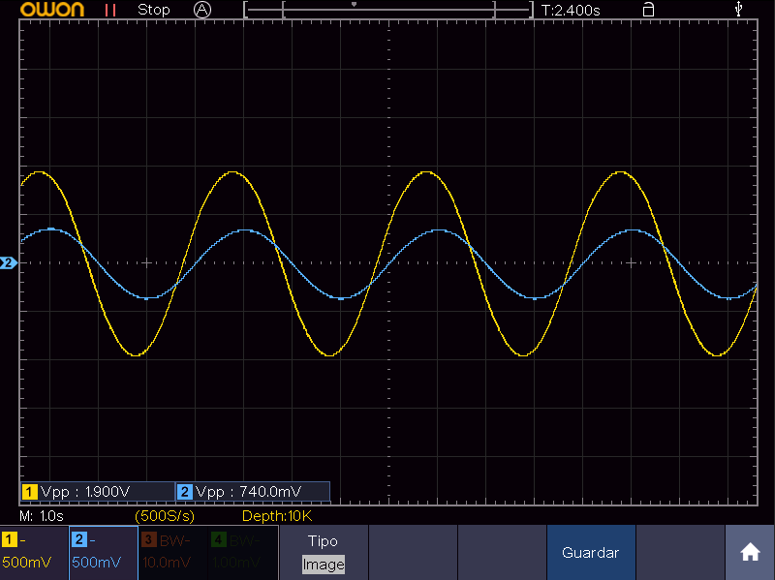 owon Stop A T:2.400s
2
1 Vpp : 1.900V 2 Vpp : 740.0mV
M: 1.0s (500S/s) Depth:10K
1 - 2 - 3 BW- 4 BW- Tipo
500mV 500mV 10.0mV 1.00mV Image
Guardar